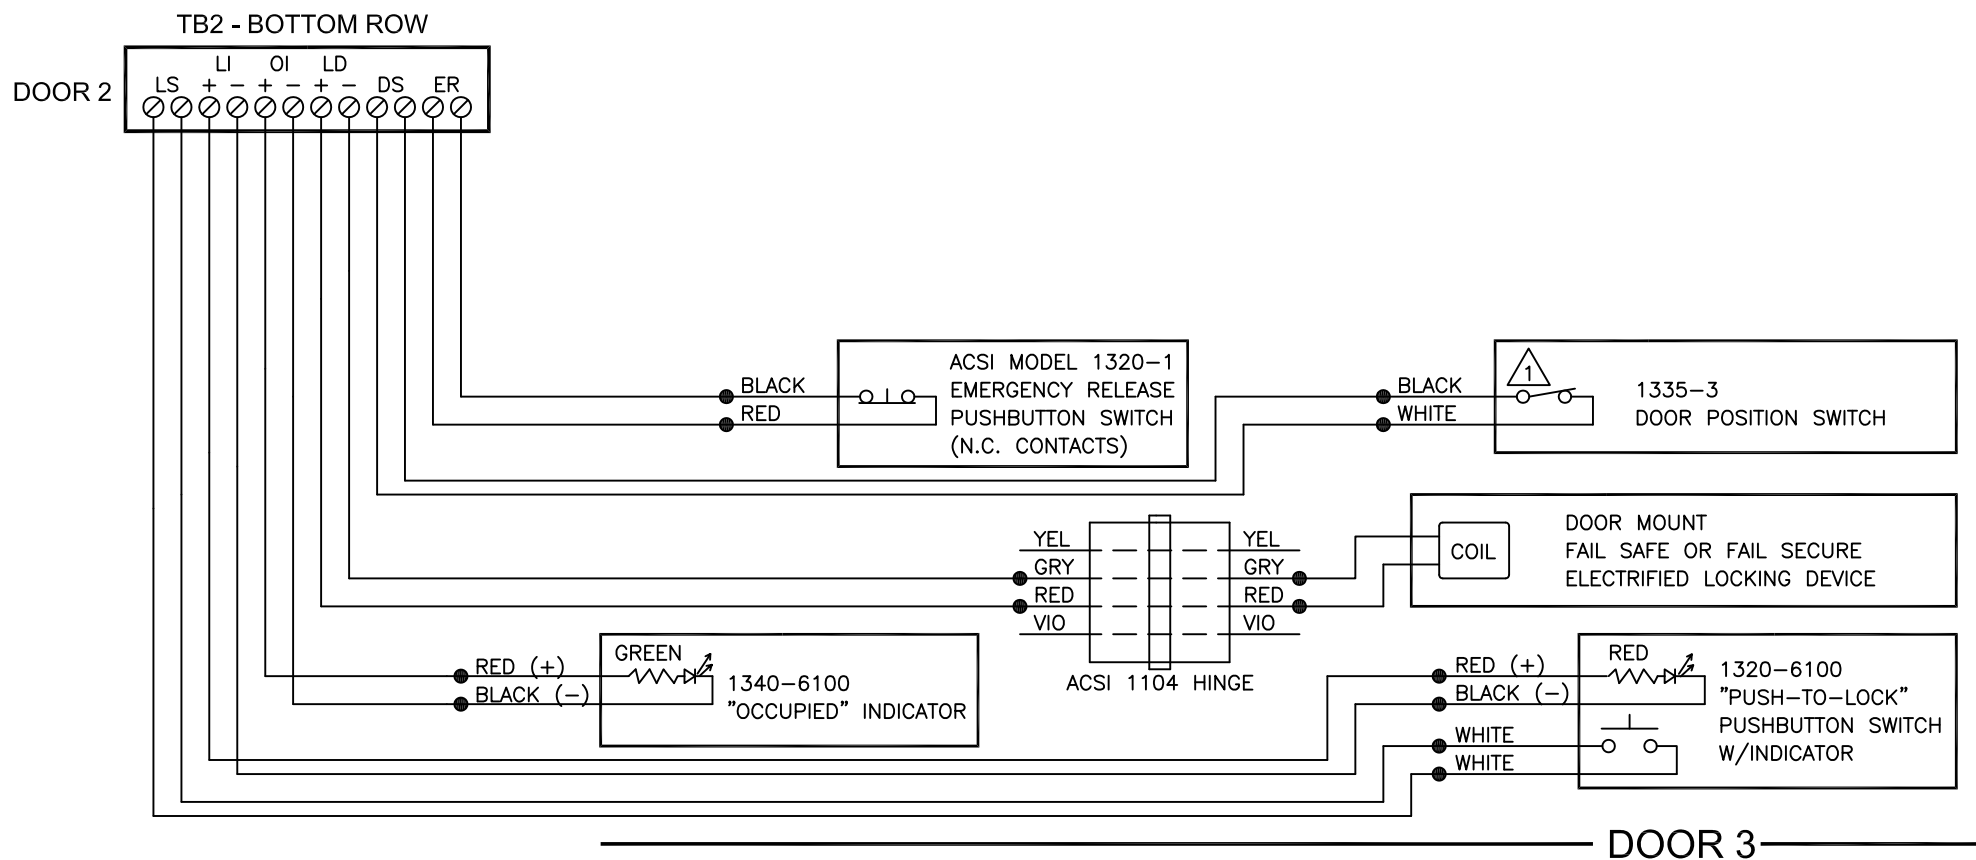 TB2 - BOTTOM ROW
DOOR 2
LI OI LD
LS + - + - + - DS ER
BLACK
RED
ACSI MODEL 1320-1
EMERGENCY RELEASE
PUSHBUTTON SWITCH
(N.C. CONTACTS)
BLACK
WHITE
1
1335-3
DOOR POSITION SWITCH
YEL
GRY
RED
VIO
YEL
GRY
RED
VIO
ACSI 1104 HINGE
COIL
DOOR MOUNT
FAIL SAFE OR FAIL SECURE
ELECTRIFIED LOCKING DEVICE
RED (+)
BLACK (-)
GREEN
1340-6100
"OCCUPIED" INDICATOR
RED (+)
BLACK (-)
WHITE
WHITE
RED
1320-6100
"PUSH-TO-LOCK"
PUSHBUTTON SWITCH
W/INDICATOR
DOOR 3